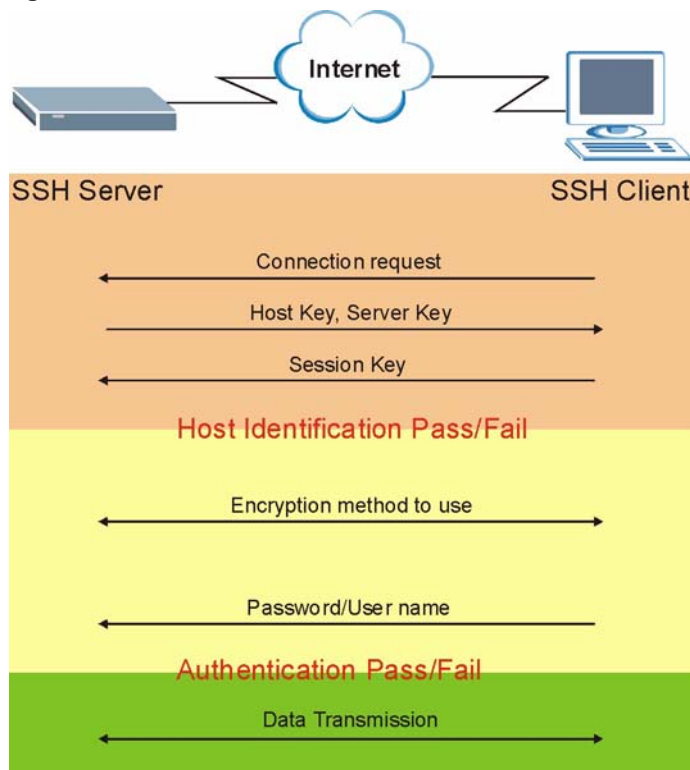 Internet
SSH Server
SSH Client
Connection request
Host Key, Server Key
Session Key
Host Identification Pass/Fail
Encryption method to use
Password/User name
Authentication Pass/Fail
Data Transmission